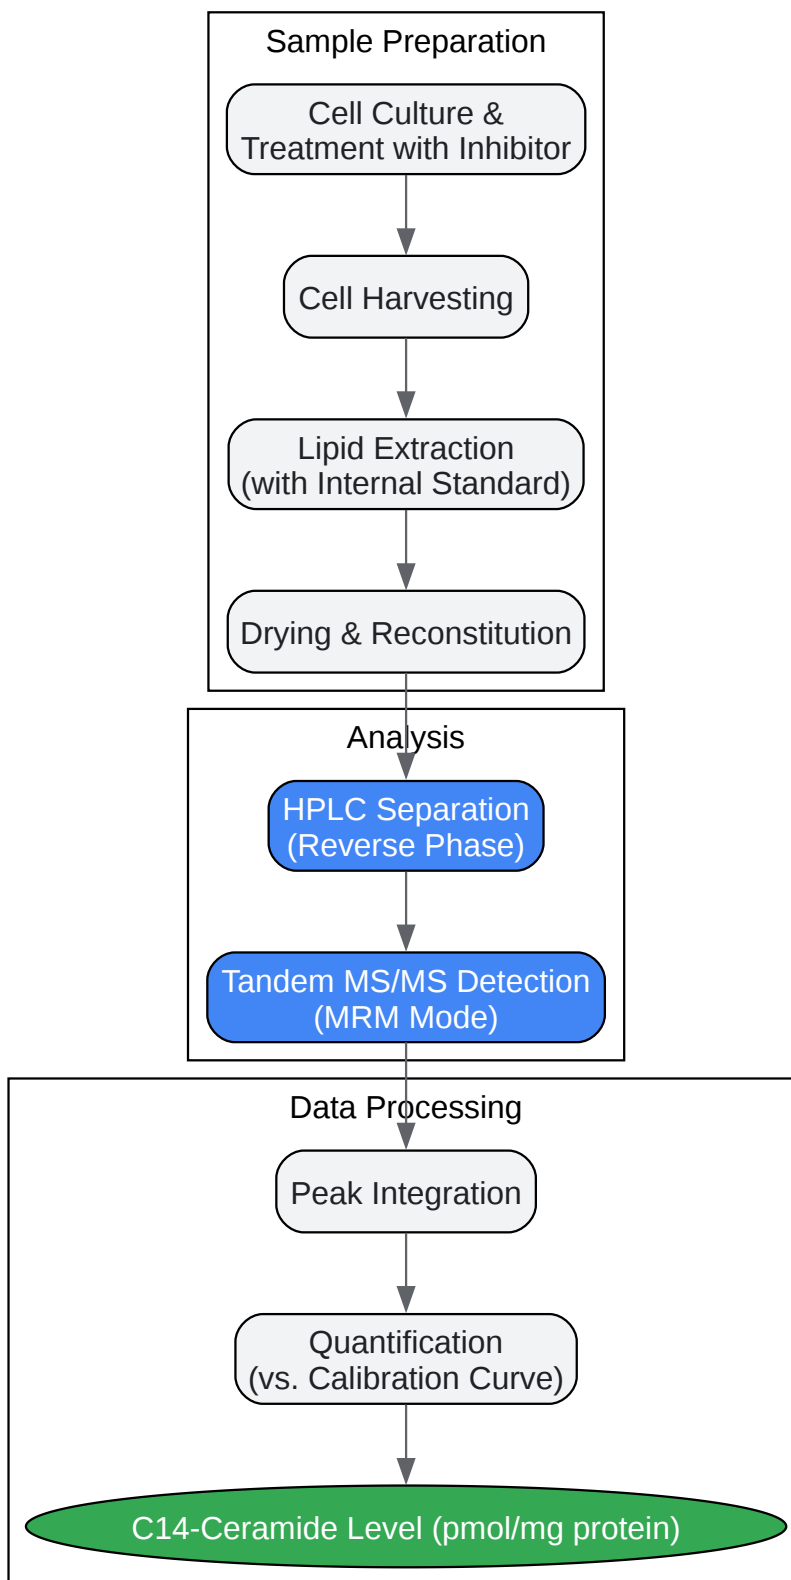 Sample Preparation
Cell Culture &
Treatment with Inhibitor
Cell Harvesting
Lipid Extraction
(with Internal Standard)
Drying & Reconstitution
Analysis
HPLC Separation
(Reverse Phase)
Tandem MS/MS Detection
(MRM Mode)
Data Processing
Peak Integration
Quantification
(vs. Calibration Curve)
C14-Ceramide Level (pmol/mg protein)